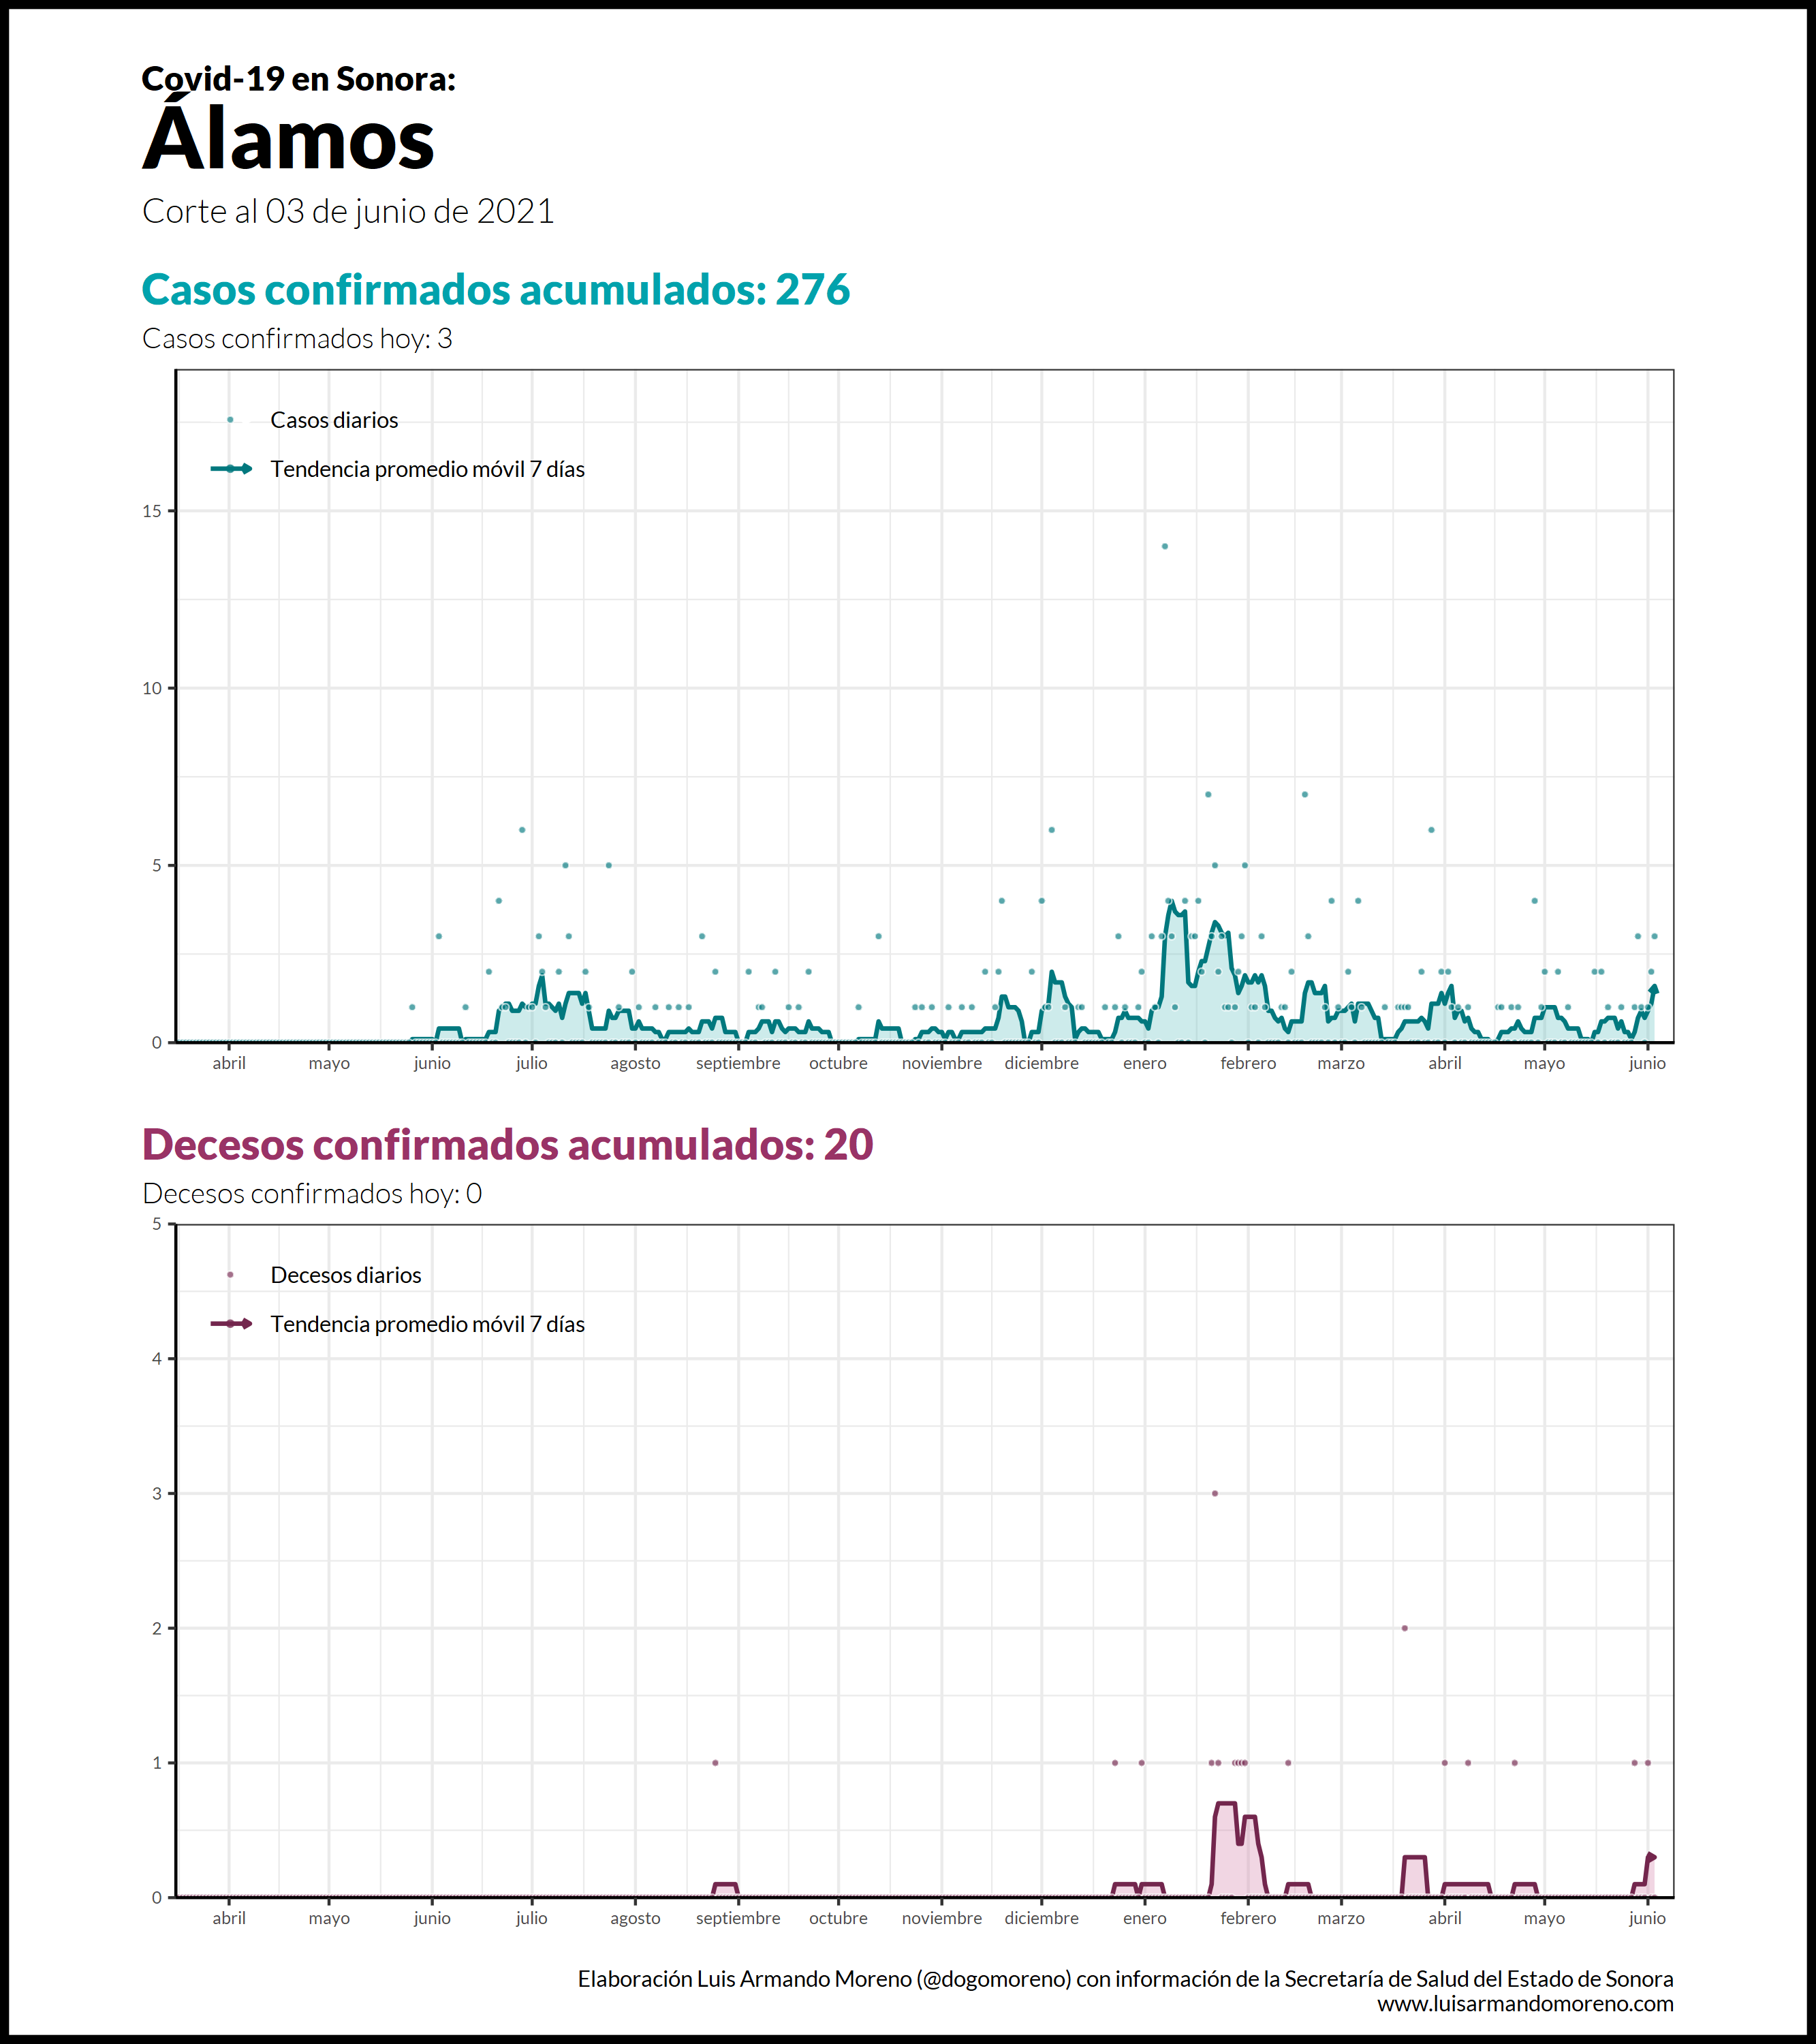 Covid-19 en Sonora:
Álamos
Corte al 03 de junio de 2021
Casos confirmados acumulados: 276
Casos confirmados hoy: 3
Casos diarios
Tendencia promedio móvil 7 días
15
10
5
0
abril mayo junio julio agosto septiembre octubre noviembre diciembre enero febrero marzo abril mayo junio
Decesos confirmados acumulados: 20
Decesos confirmados hoy: 0
5
Decesos diarios
Tendencia promedio móvil 7 días
4
3
2
1
0
abril mayo junio julio agosto septiembre octubre noviembre diciembre enero febrero marzo abril mayo junio
Elaboración Luis Armando Moreno (@dogomoreno) con información de la Secretaría de Salud del Estado de Sonora
www.luisarmandomoreno.com